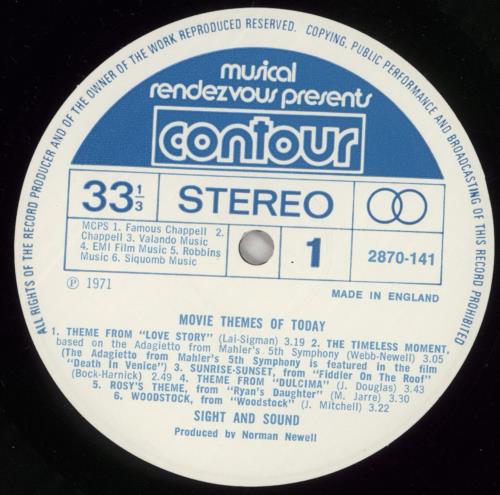 ALL RIGHTS OF THE RECORD PRODUCER AND OF THE OWNER OF THE WORK REPRODUCED RESERVED. COPYING, PUBLIC PERFORMANCE AND BROADCASTING OF THIS RECORD PROHIBITED
musical
rendezvous presents
contour
33 1/3 STEREO
MCPS 1. Famous Chappell 2.
Chappell 3. Valando Music
4. EMI Film Music 5. Robbins
Music 6. Siquomb Music
1
2870-141
Ⓟ 1971
MADE IN ENGLAND
MOVIE THEMES OF TODAY
1. THEME FROM "LOVE STORY" (Lai-Sigman) 3.19 2. THE TIMELESS MOMENT,
based on the Adagietto from Mahler's 5th Symphony (Webb-Newell) 3.05
(The Adagietto from Mahler's 5th Symphony is featured in the film
"Death In Venice") 3. SUNRISE-SUNSET, from "Fiddler On The Roof"
(Bock-Harnick) 2.49 4. THEME FROM "DULCIMA" (J. Douglas) 3.43
5. ROSY'S THEME, from "Ryan's Daughter" (M. Jarre) 3.30
6. WOODSTOCK, from "Woodstock" (J. Mitchell) 3.22
SIGHT AND SOUND
Produced by Norman Newell